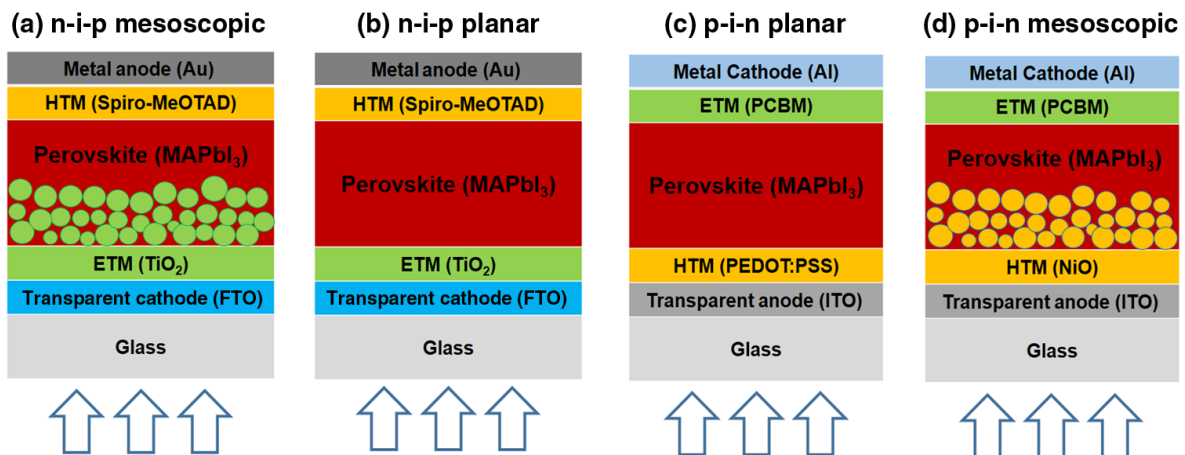 (a) n-i-p mesoscopic
Metal anode (Au)
HTM (Spiro-MeOTAD)
Perovskite (MAPbI₃)
ETM (TiO₂)
Transparent cathode (FTO)
Glass
(b) n-i-p planar
Metal anode (Au)
HTM (Spiro-MeOTAD)
Perovskite (MAPbI₃)
ETM (TiO₂)
Transparent cathode (FTO)
Glass
(c) p-i-n planar
Metal Cathode (Al)
ETM (PCBM)
Perovskite (MAPbI₃)
HTM (PEDOT:PSS)
Transparent anode (ITO)
Glass
(d) p-i-n mesoscopic
Metal Cathode (Al)
ETM (PCBM)
Perovskite (MAPbI₃)
HTM (NiO)
Transparent anode (ITO)
Glass